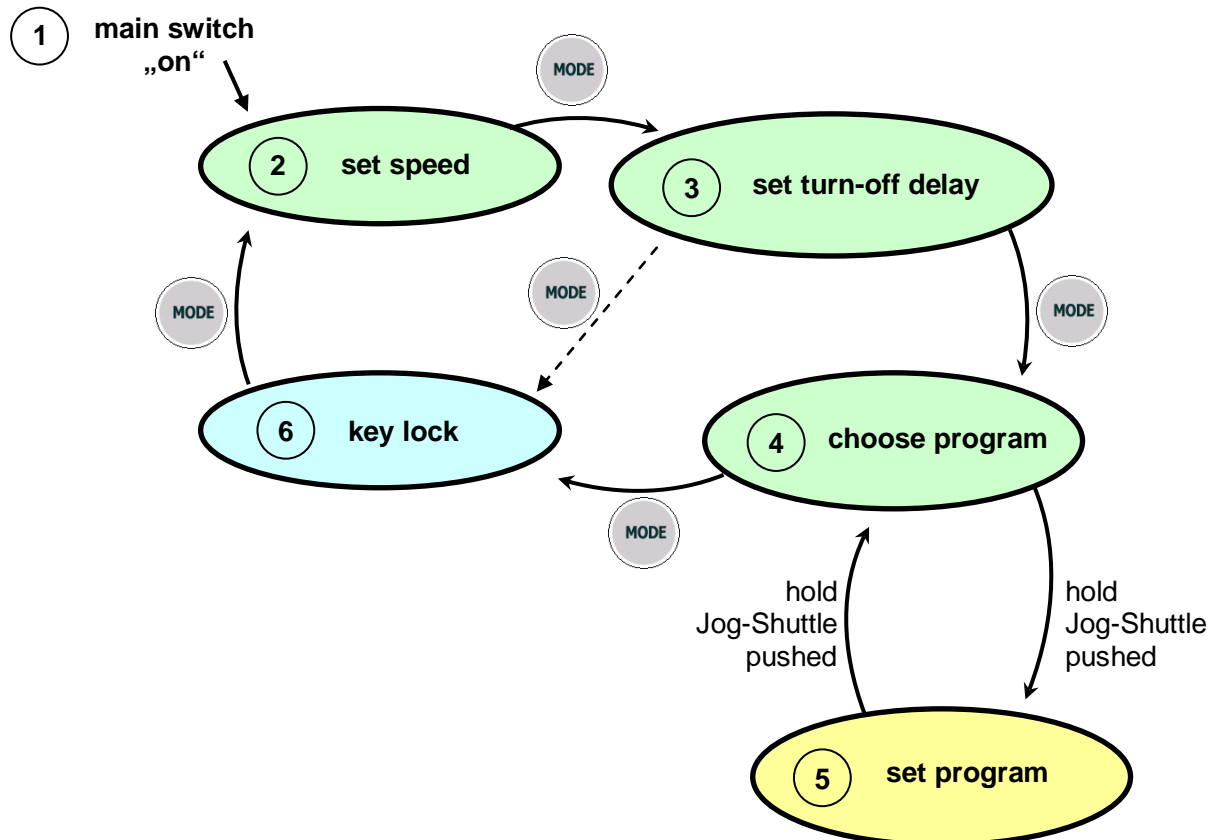 1
main switch
„on“
MODE
2 set speed
3 set turn-off delay
MODE
MODE
MODE
6 key lock
4 choose program
MODE
hold
Jog-Shuttle
pushed
hold
Jog-Shuttle
pushed
5 set program